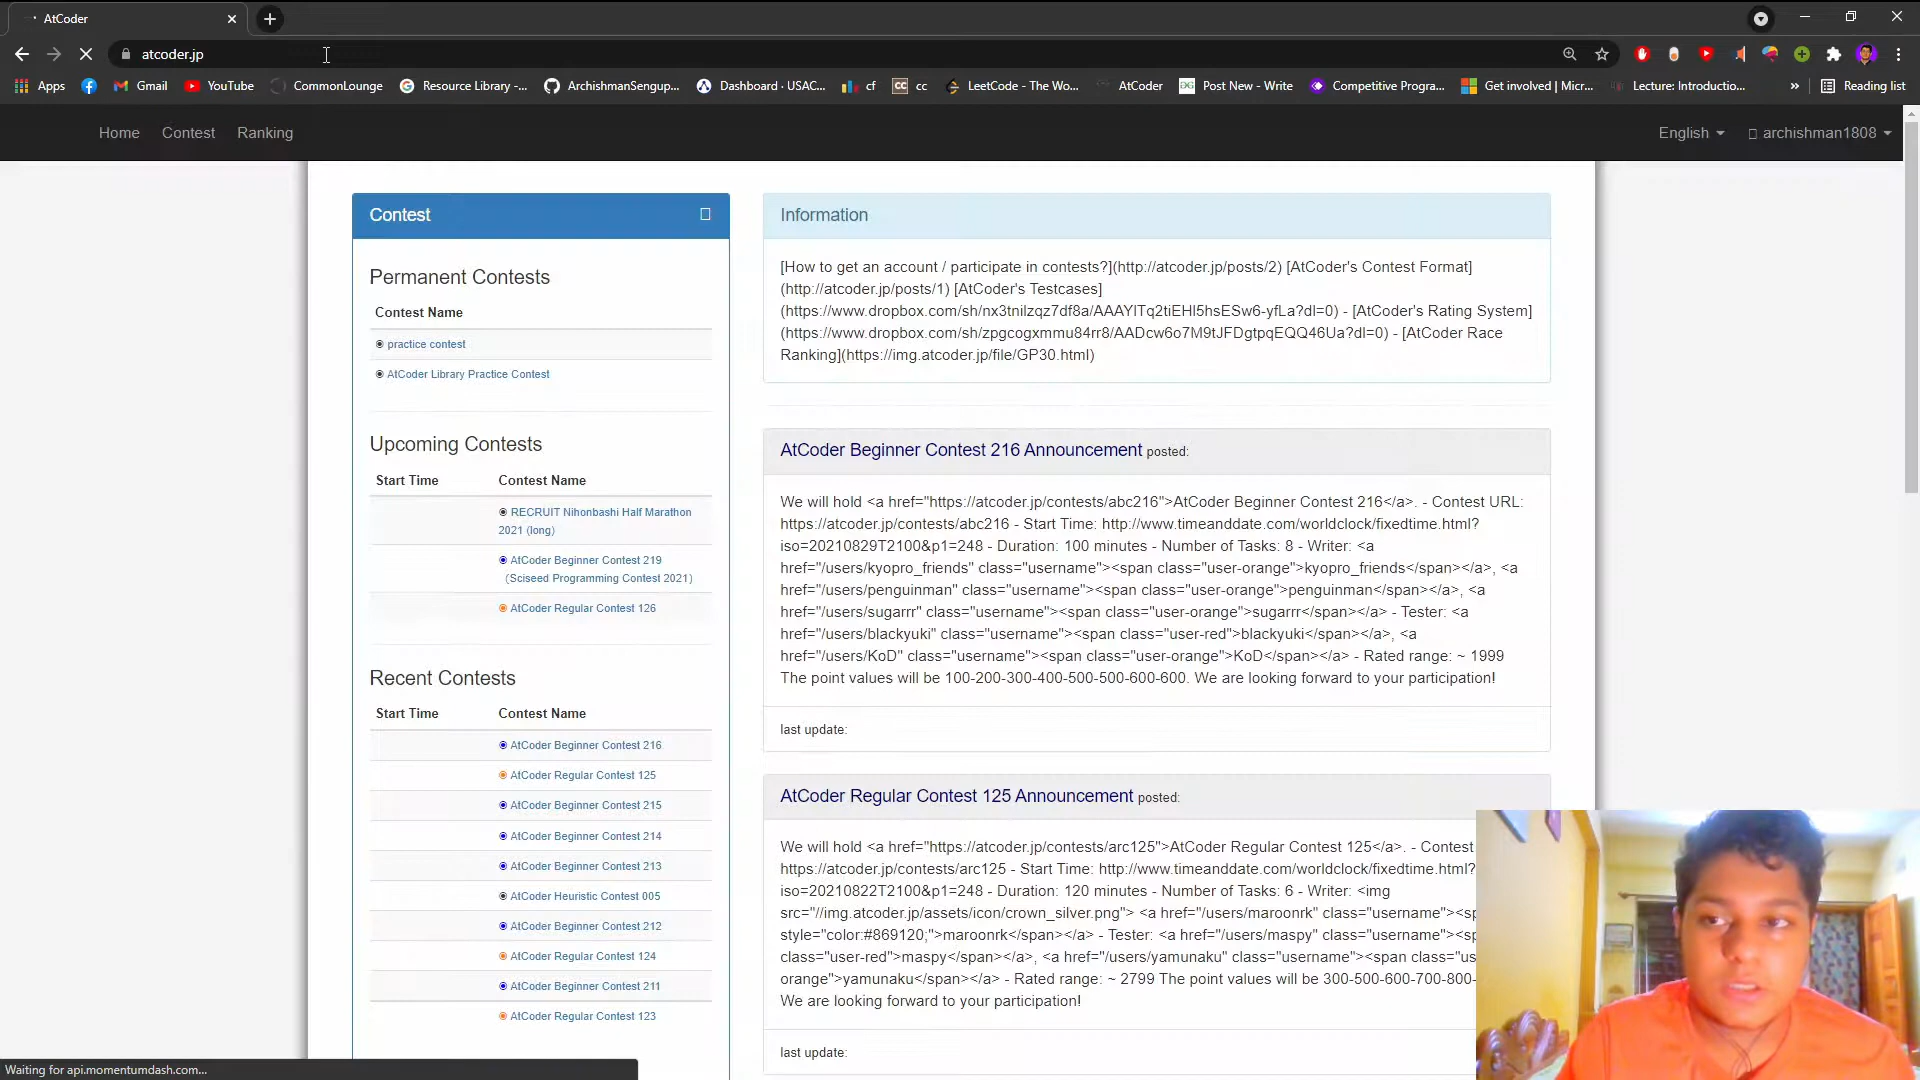 AtCoder
atcoder.jp
Apps
Gmail
YouTube
CommonLounge
Resource Library -...
ArchishmanSengup...
Dashboard · USAC...
cf
CC cc
LeetCode - The Wo...
AtCoder
Post New - Write
Competitive Progra...
Get involved | Micr...
Lecture: Introductio...
»
Reading list
Home
Contest
Ranking
English
archishman1808
Contest
Permanent Contests
Contest Name
practice contest
AtCoder Library Practice Contest
Upcoming Contests
Start Time
Contest Name
RECRUIT Nihonbashi Half Marathon
2021 (long)
AtCoder Beginner Contest 219
(Sciseed Programming Contest 2021)
AtCoder Regular Contest 126
Recent Contests
Start Time
Contest Name
AtCoder Beginner Contest 216
AtCoder Regular Contest 125
AtCoder Beginner Contest 215
AtCoder Beginner Contest 214
AtCoder Beginner Contest 213
AtCoder Heuristic Contest 005
AtCoder Beginner Contest 212
AtCoder Regular Contest 124
AtCoder Beginner Contest 211
AtCoder Regular Contest 123
Information
[How to get an account / participate in contests?](http://atcoder.jp/posts/2) [AtCoder's Contest Format]
(http://atcoder.jp/posts/1) [AtCoder's Testcases]
(https://www.dropbox.com/sh/nx3tnilzqz7df8a/AAAYlTq2tiEHl5hsESw6-yfLa?dl=0) - [AtCoder's Rating System]
(https://www.dropbox.com/sh/zpgcogxmmu84rr8/AADcw6o7M9tJFDgtpqEQQ46Ua?dl=0) - [AtCoder Race
Ranking](https://img.atcoder.jp/file/GP30.html)
AtCoder Beginner Contest 216 Announcement posted:
We will hold <a href="https://atcoder.jp/contests/abc216">AtCoder Beginner Contest 216</a>. - Contest URL:
https://atcoder.jp/contests/abc216 - Start Time: http://www.timeanddate.com/worldclock/fixedtime.html?
iso=20210829T2100&p1=248 - Duration: 100 minutes - Number of Tasks: 8 - Writer: <a
href="/users/kyopro_friends" class="username"><span class="user-orange">kyopro_friends</span></a>, <a
href="/users/penguinman" class="username"><span class="user-orange">penguinman</span></a>, <a
href="/users/sugarrr" class="username"><span class="user-orange">sugarrr</span></a> - Tester: <a
href="/users/blackyuki" class="username"><span class="user-red">blackyuki</span></a>, <a
href="/users/KoD" class="username"><span class="user-orange">KoD</span></a> - Rated range: ~ 1999
The point values will be 100-200-300-400-500-500-600-600. We are looking forward to your participation!
last update:
AtCoder Regular Contest 125 Announcement posted:
We will hold <a href="https://atcoder.jp/contests/arc125">AtCoder Regular Contest 125</a>. - Contest
https://atcoder.jp/contests/arc125 - Start Time: http://www.timeanddate.com/worldclock/fixedtime.html?
iso=20210822T2100&p1=248 - Duration: 120 minutes - Number of Tasks: 6 - Writer: <img
src="//img.atcoder.jp/assets/icon/crown_silver.png"> <a href="/users/maroonrk" class="username"><sp
style="color:#869120;">maroonrk</span></a> - Tester: <a href="/users/maspy" class="username"><sp
class="user-red">maspy</span></a>, <a href="/users/yamunaku" class="username"><span class="us
orange">yamunaku</span></a> - Rated range: ~ 2799 The point values will be 300-500-600-700-800-
We are looking forward to your participation!
last update:
Waiting for api.momentumdash.com...